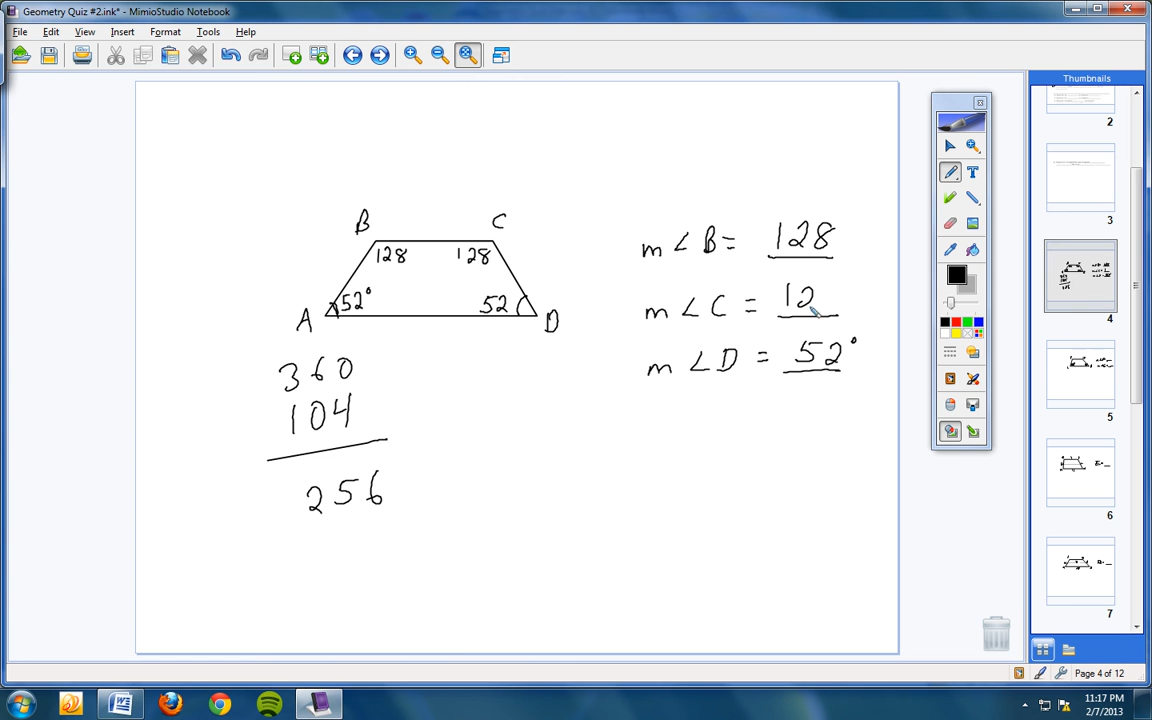 Geometry Quiz #2.ink* - MimioStudio Notebook
File Edit View Insert Format Tools Help
Thumbnails
2
3
4
5
6
7
B C
128 128
52° 52
A D
360
104
256
m∠B= 128
m∠C = 12
m∠D = 52°
Page 4 of 12
11:17 PM
2/7/2013